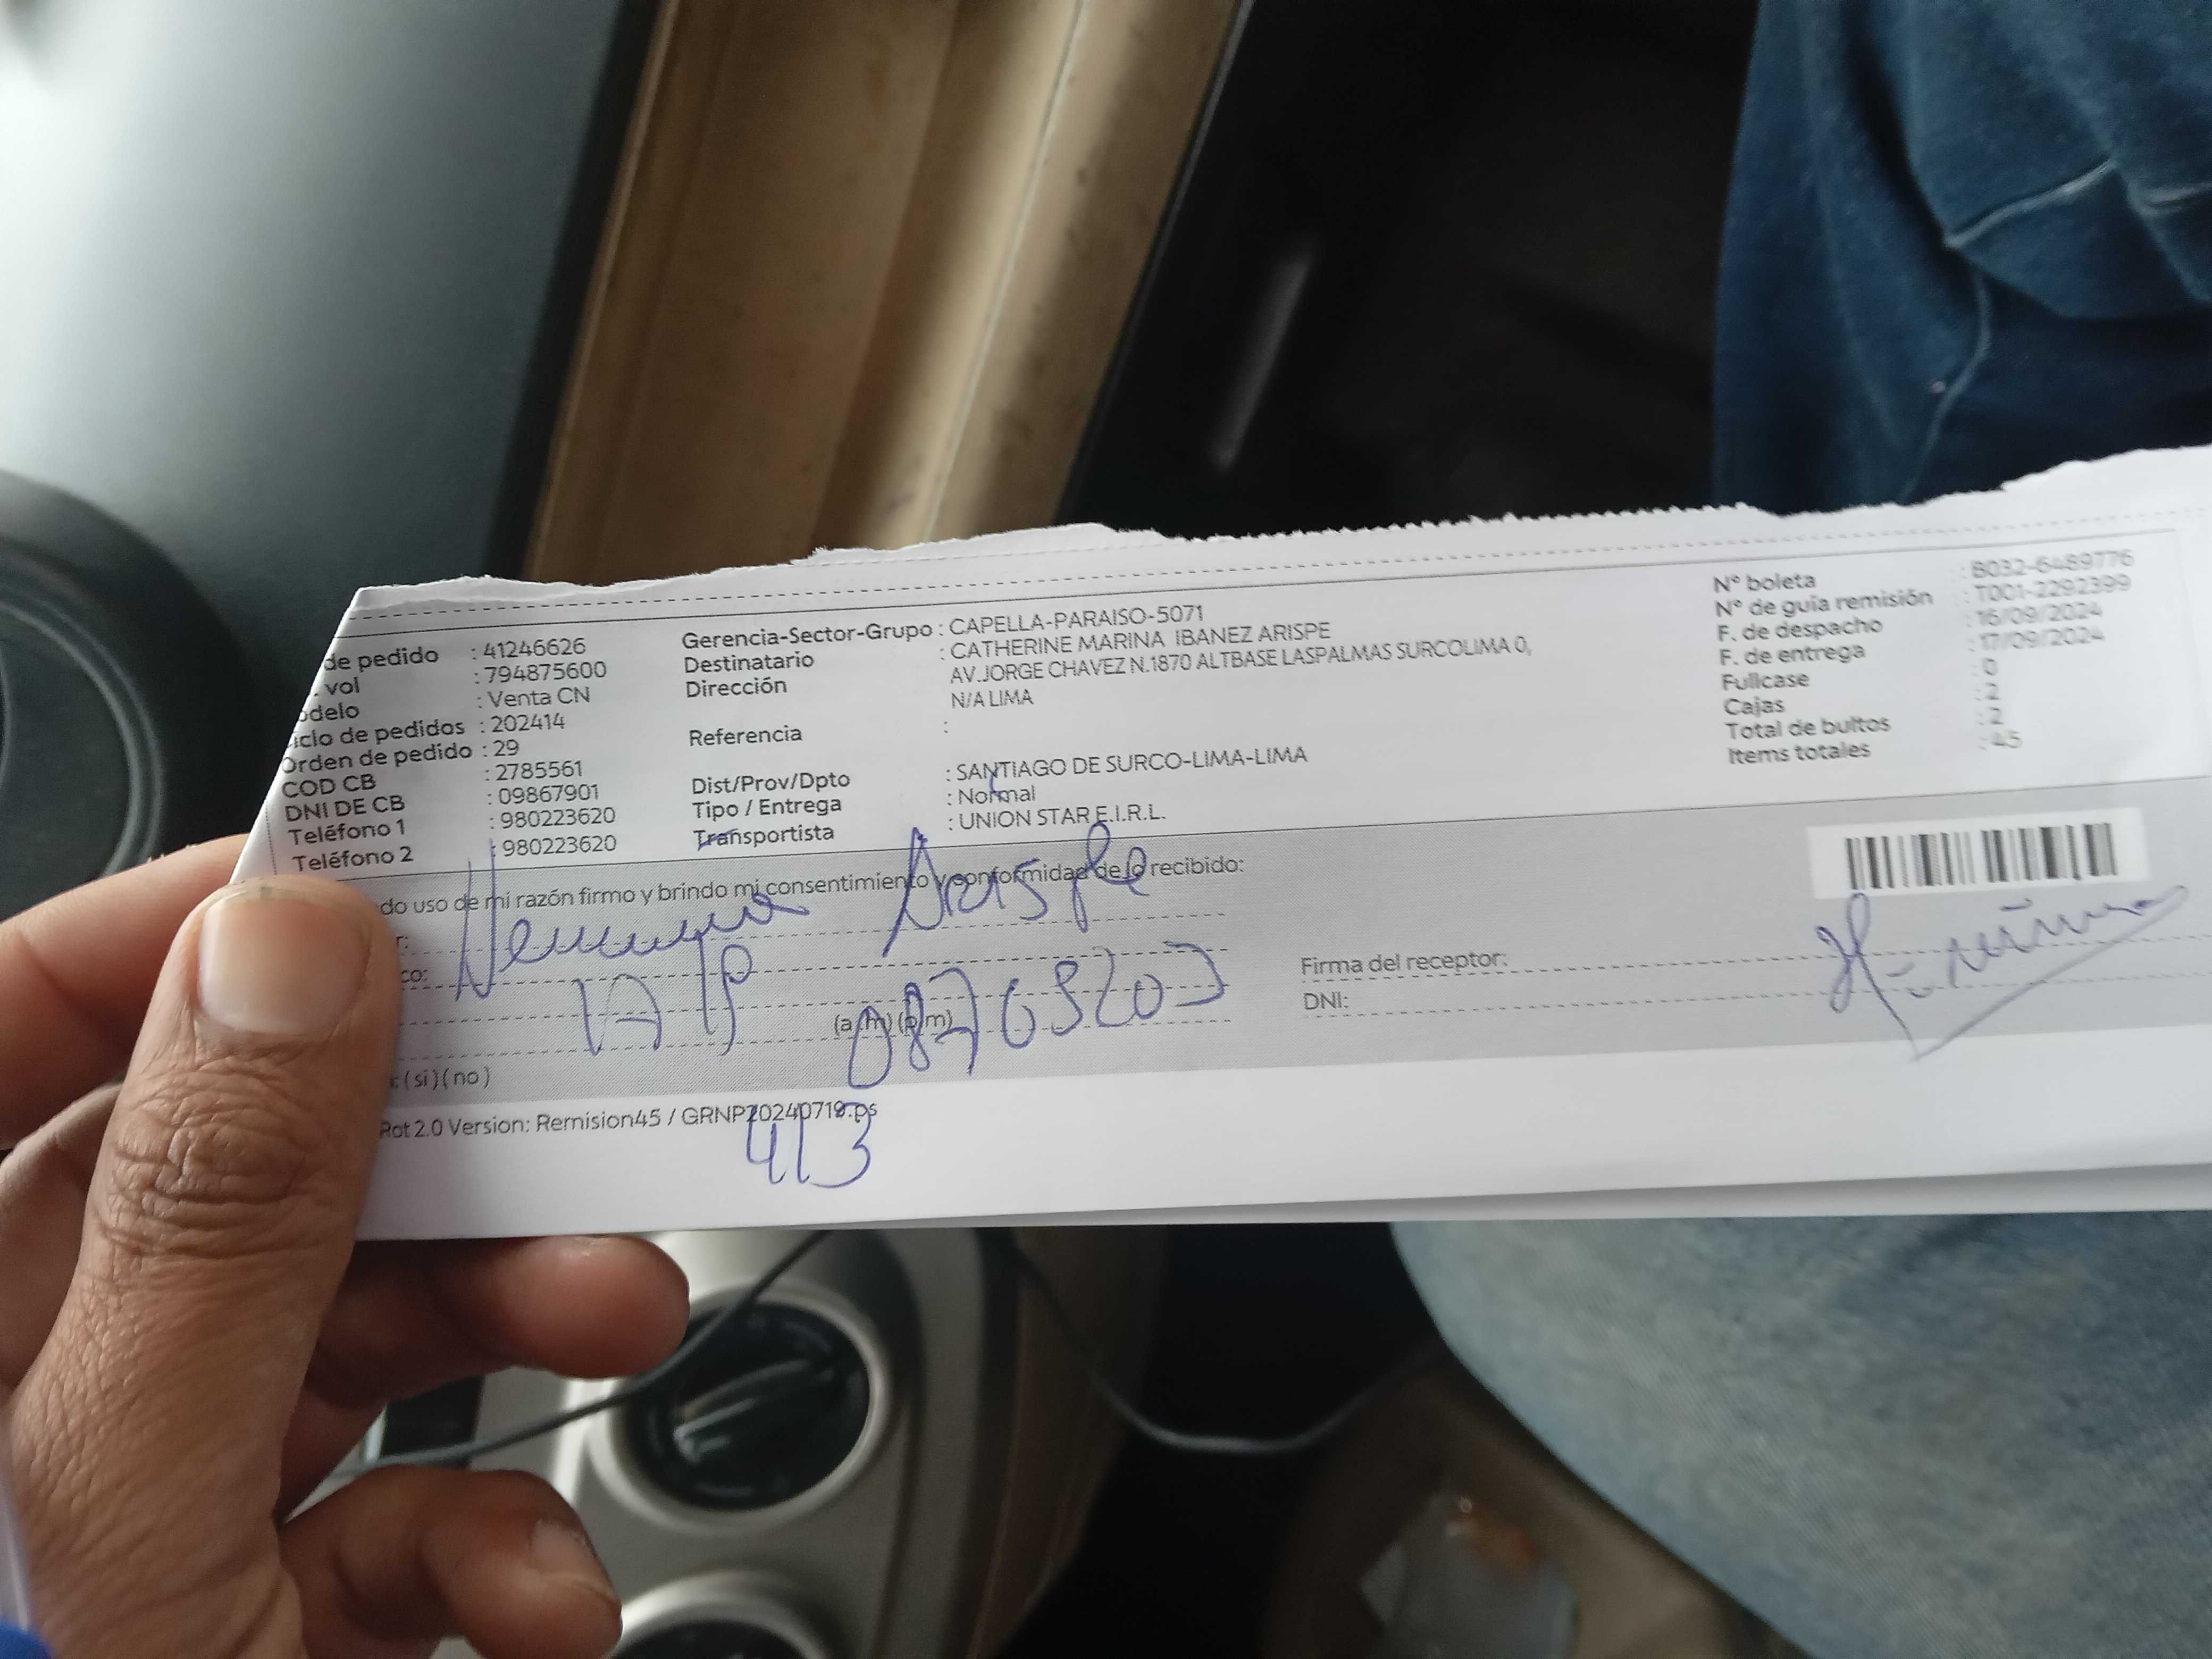 de pedido : 41246626
. vol : 794875600
odelo : Venta CN
iclo de pedidos : 202414
Orden de pedido : 29
COD CB : 2785561
DNI DE CB : 09867901
Teléfono 1 : 980223620
Teléfono 2 : 980223620
Gerencia-Sector-Grupo : CAPELLA-PARAISO-5071
Destinatario : CATHERINE MARINA IBANEZ ARISPE
Dirección AV.JORGE CHAVEZ N.1870 ALTBASE LASPALMAS SURCOLIMA 0,
N/A LIMA
Referencia :
Dist/Prov/Dpto : SANTIAGO DE SURCO-LIMA-LIMA
Tipo / Entrega : Normal
Transportista : UNION STAR E.I.R.L.
N° boleta : B032-6489776
N° de guía remisión : T001-2292399
F. de despacho : 16/09/2024
F. de entrega : 17/09/2024
Fullcase : 0
Cajas : 2
Total de bultos : 2
Items totales : 45
do uso de mi razón firmo y brindo mi consentimiento y conformidad de lo recibido:
r:
Arispe
co:
(a.m) (p.m)
: (si) (no)
Firma del receptor:
DNI:
Rot 2.0 Version: Remision45 / GRNP20240719.ps
413